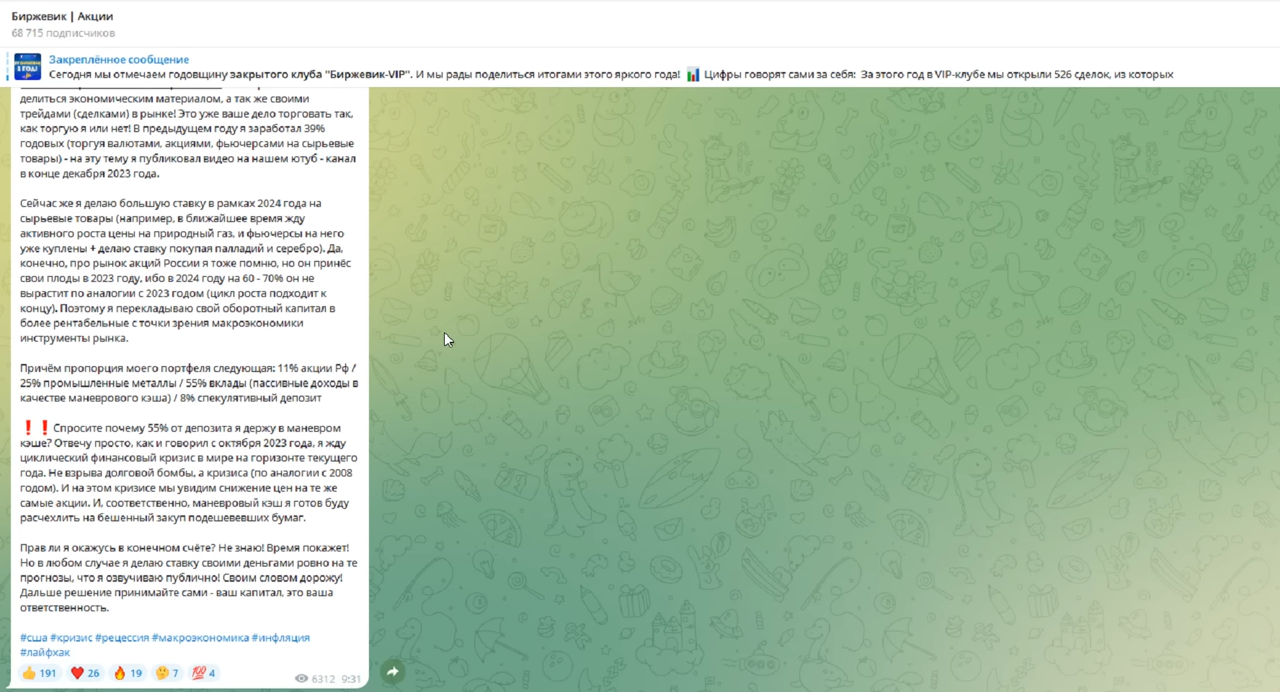 Биржевик | Акции
68 715 подписчиков
Закреплённое сообщение
Сегодня мы отмечаем годовщину закрытого клуба "Биржевик-VIP". И мы рады поделиться итогами этого яркого года! 📊 Цифры говорят сами за себя: За этого год в VIP-клубе мы открыли 526 сделок, из которых
делиться экономическим материалом, а так же своими
трейдами (сделками) в рынке! Это уже ваше дело торговать так,
как торгую я или нет! В предыдущем году я заработал 39%
годовых (торгуя валютами, акциями, фьючерсами на сырьевые
товары) - на эту тему я публиковал видео на нашем ютуб - канал
в конце декабря 2023 года.
Сейчас же я делаю большую ставку в рамках 2024 года на
сырьевые товары (например, в ближайшее время жду
активного роста цены на природный газ, и фьючерсы на него
уже куплены + делаю ставку покупая палладий и серебро). Да,
конечно, про рынок акций России я тоже помню, но он принёс
свои плоды в 2023 году, ибо в 2024 году на 60 - 70% он не
вырастит по аналогии с 2023 годом (цикл роста подходит к
концу). Поэтому я перекладываю свой оборотный капитал в
более рентабельные с точки зрения макроэкономики
инструменты рынка.
Причём пропорция моего портфеля следующая: 11% акции Рф /
25% промышленные металлы / 55% вклады (пассивные доходы в
качестве маневрового кэша) / 8% спекулятивный депозит
❗❗Спросите почему 55% от депозита я держу в маневром
кэше? Отвечу просто, как и говорил с октября 2023 года, я жду
циклический финансовый кризис в мире на горизонте текущего
года. Не взрыва долговой бомбы, а кризиса (по аналогии с 2008
годом). И на этом кризисе мы увидим снижение цен на те же
самые акции. И, соответственно, маневровый кэш я готов буду
расчехлить на бешенный закуп подешевевших бумаг.
Прав ли я окажусь в конечном счёте? Не знаю! Время покажет!
Но в любом случае я делаю ставку своими деньгами ровно на те
прогнозы, что я озвучиваю публично! Своим словом дорожу!
Дальше решение принимайте сами - ваш капитал, это ваша
ответственность.
#сша #кризис #рецессия #макроэкономика #инфляция
#лайфхак
👍 191 ❤️ 26 🔥 19 🤔 7 💯 4
6312 9:31